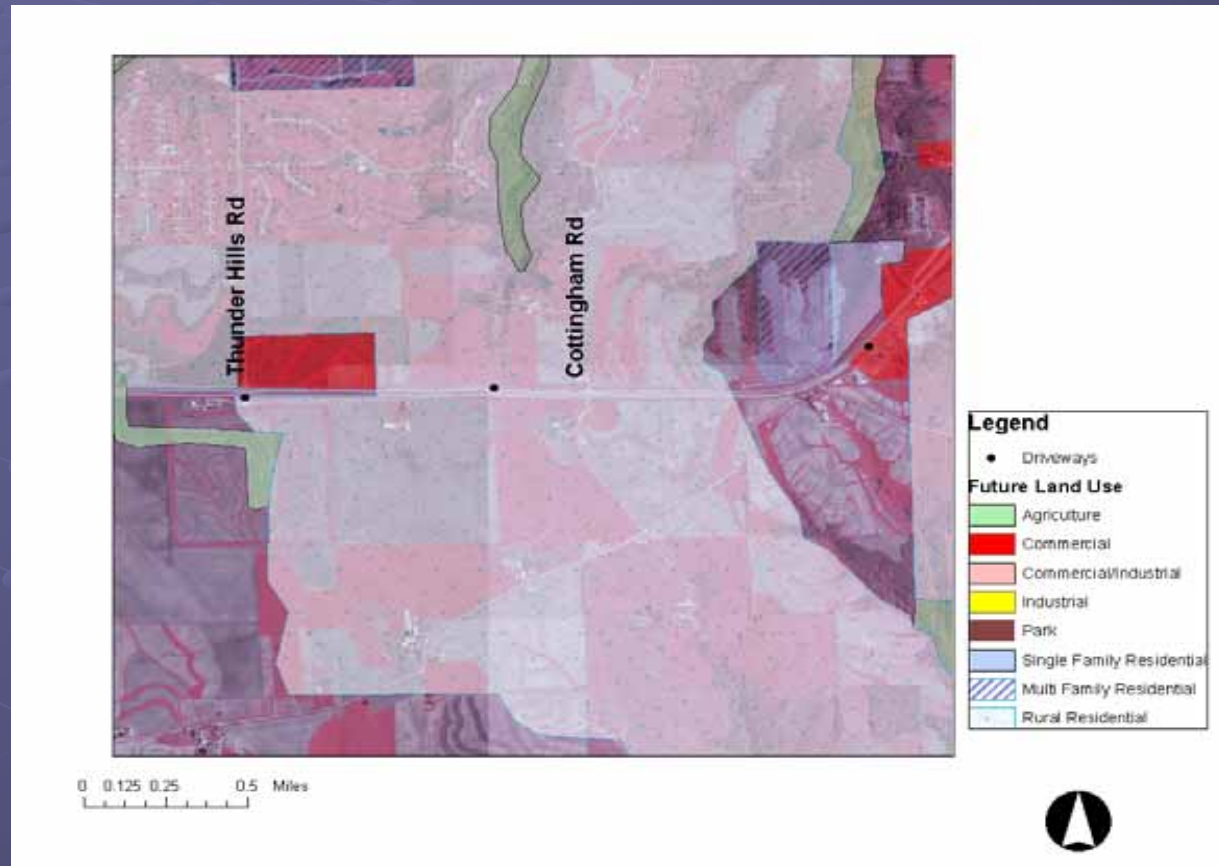 Thunder Hills Rd
Cottingham Rd
Legend
Driveways
Future Land Use
Agriculture
Commercial
Commercial/Industrial
Industrial
Park
Single Family Residential
Multi Family Residential
Rural Residential
0 0.125 0.25 0.5 Miles